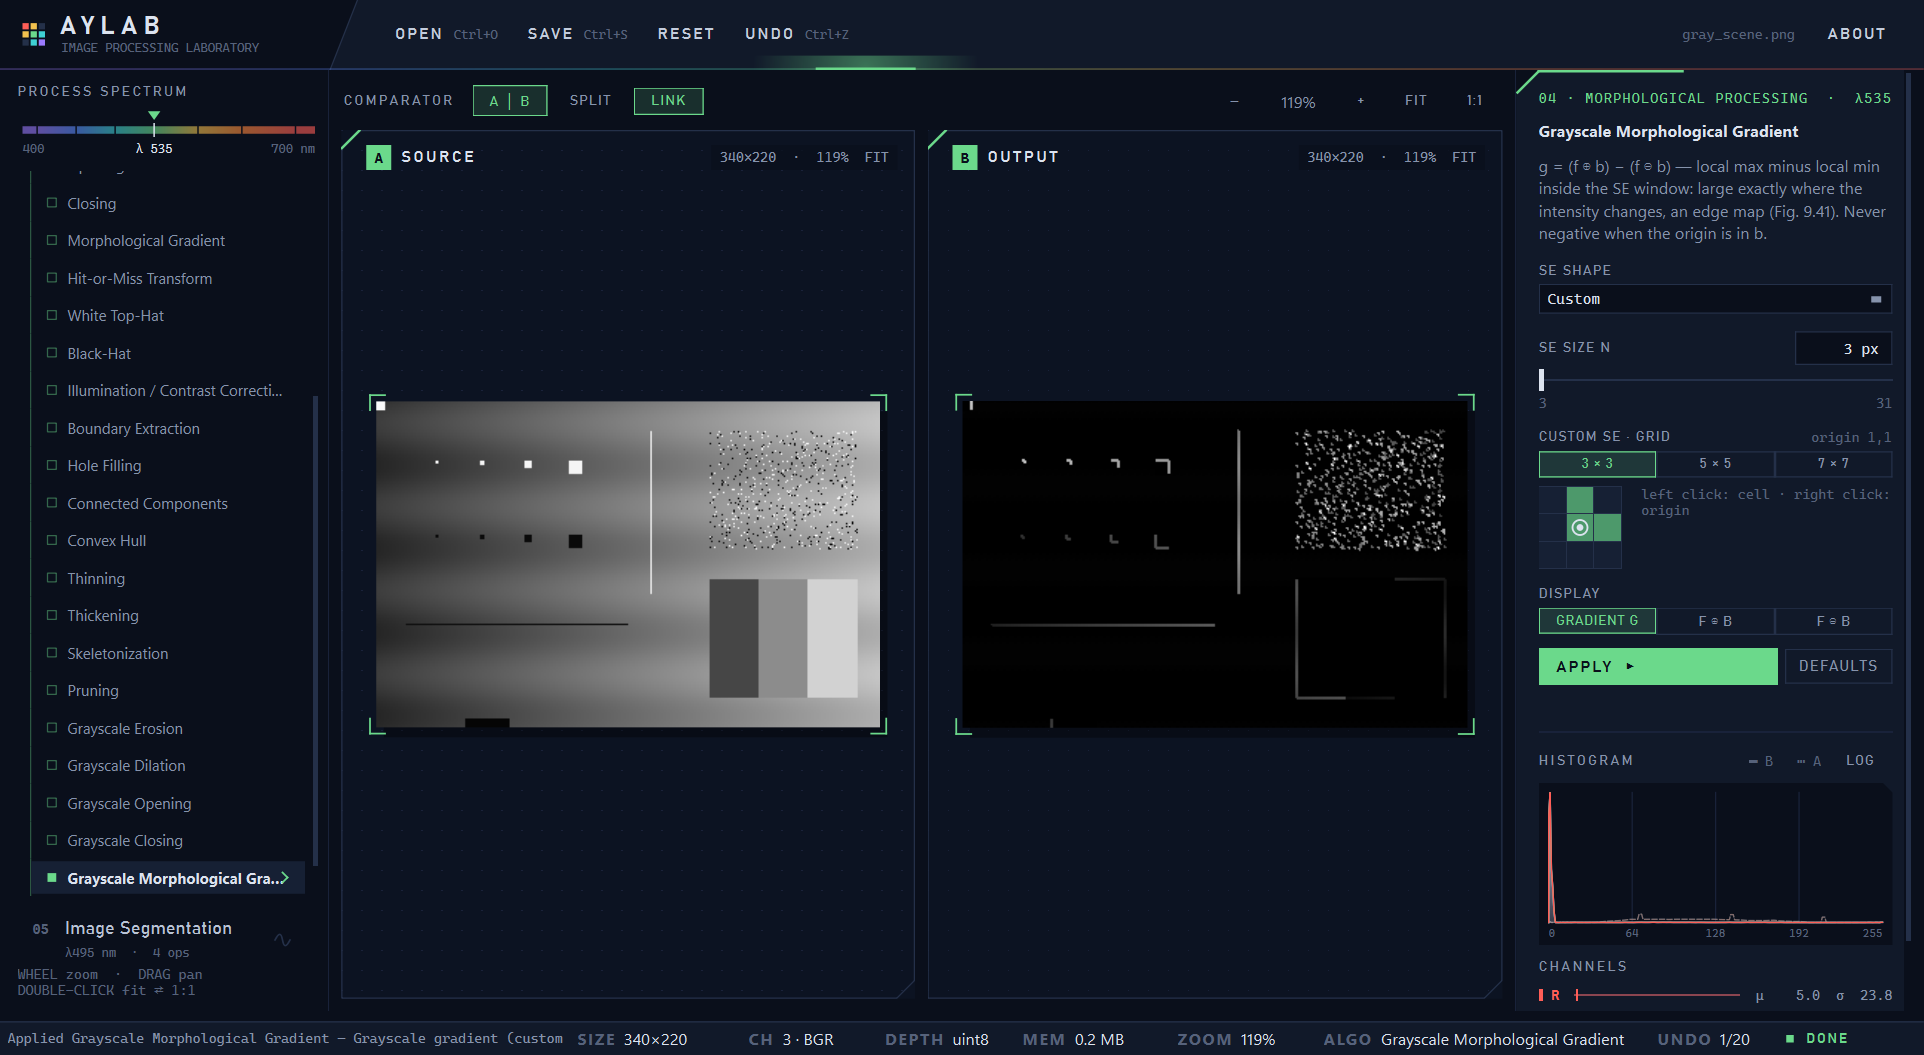 AYLAB
IMAGE PROCESSING LABORATORY
OPEN Ctrl+O SAVE Ctrl+S RESET UNDO Ctrl+Z
gray_scene.png ABOUT
PROCESS SPECTRUM
400 λ 535 700 nm
Closing
Morphological Gradient
Hit-or-Miss Transform
White Top-Hat
Black-Hat
Illumination / Contrast Correcti...
Boundary Extraction
Hole Filling
Connected Components
Convex Hull
Thinning
Thickening
Skeletonization
Pruning
Grayscale Erosion
Grayscale Dilation
Grayscale Opening
Grayscale Closing
Grayscale Morphological Gra...
05 Image Segmentation
λ495 nm · 4 ops
WHEEL zoom · DRAG pan
DOUBLE-CLICK fit ⇄ 1:1
COMPARATOR A | B SPLIT LINK
− 119% + FIT 1:1
A SOURCE 340×220 · 119% FIT
B OUTPUT 340×220 · 119% FIT
04 · MORPHOLOGICAL PROCESSING · λ535
Grayscale Morphological Gradient
g = (f ⊕ b) − (f ⊖ b) — local max minus local min
inside the SE window: large exactly where the
intensity changes, an edge map (Fig. 9.41). Never
negative when the origin is in b.
SE SHAPE
Custom
SE SIZE N 3 px
3 31
CUSTOM SE · GRID origin 1,1
3 × 3 5 × 5 7 × 7
left click: cell · right click:
origin
DISPLAY
GRADIENT G F ⊕ B F ⊖ B
APPLY ▸ DEFAULTS
HISTOGRAM B A LOG
0 64 128 192 255
CHANNELS
R μ 5.0 σ 23.8
Applied Grayscale Morphological Gradient — Grayscale gradient (custom SIZE 340×220 CH 3 · BGR DEPTH uint8 MEM 0.2 MB ZOOM 119% ALGO Grayscale Morphological Gradient UNDO 1/20 DONE